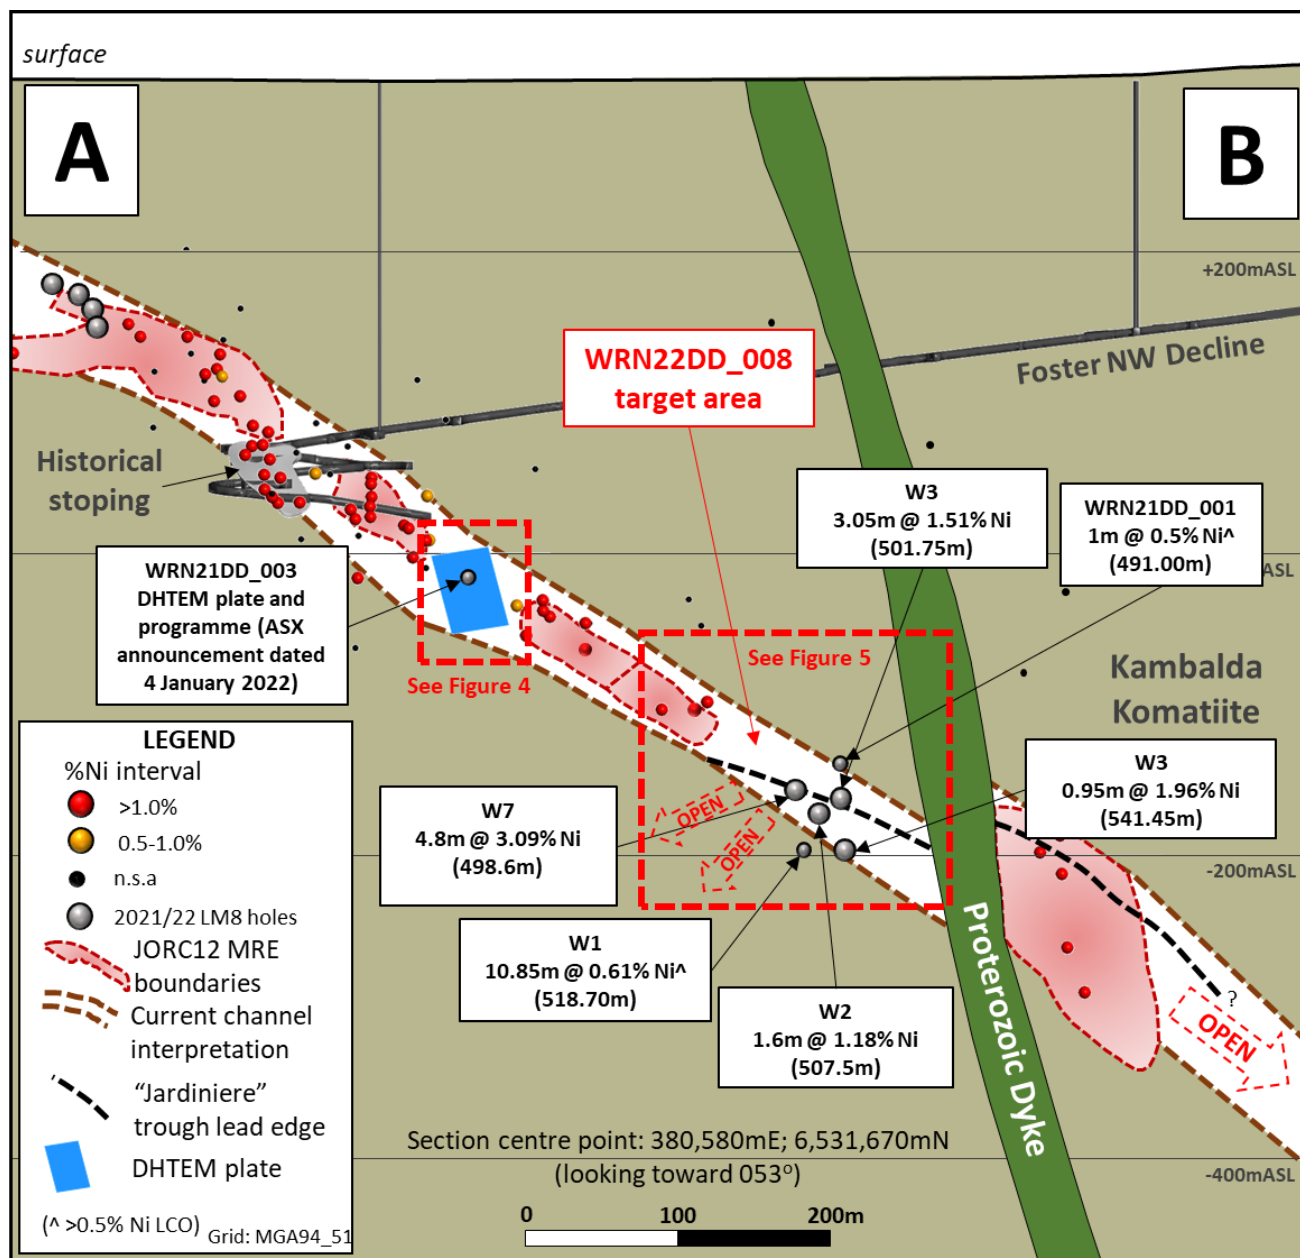 surface
A
B
+200mASL
Foster NW Decline
WRN22DD_008
target area
Historical
stoping
W3
3.05m @ 1.51% Ni
(501.75m)
WRN21DD_001
1m @ 0.5% Ni^
(491.00m)
WRN21DD_003
DHTEM plate and
programme (ASX
announcement dated
4 January 2022)
See Figure 4
See Figure 5
Kambalda
Komatiite
W3
0.95m @ 1.96% Ni
(541.45m)
W7
4.8m @ 3.09% Ni
(498.6m)
OPEN
OPEN
-200mASL
W1
10.85m @ 0.61% Ni^
(518.70m)
W2
1.6m @ 1.18% Ni
(507.5m)
Proterozoic Dyke
?
OPEN
-400mASL
LEGEND
%Ni interval
>1.0%
0.5-1.0%
n.s.a
2021/22 LM8 holes
JORC12 MRE
boundaries
Current channel
interpretation
“Jardiniere”
trough lead edge
DHTEM plate
(^ >0.5% Ni LCO)
Grid: MGA94_51
Section centre point: 380,580mE; 6,531,670mN
(looking toward 053°)
0 100 200m